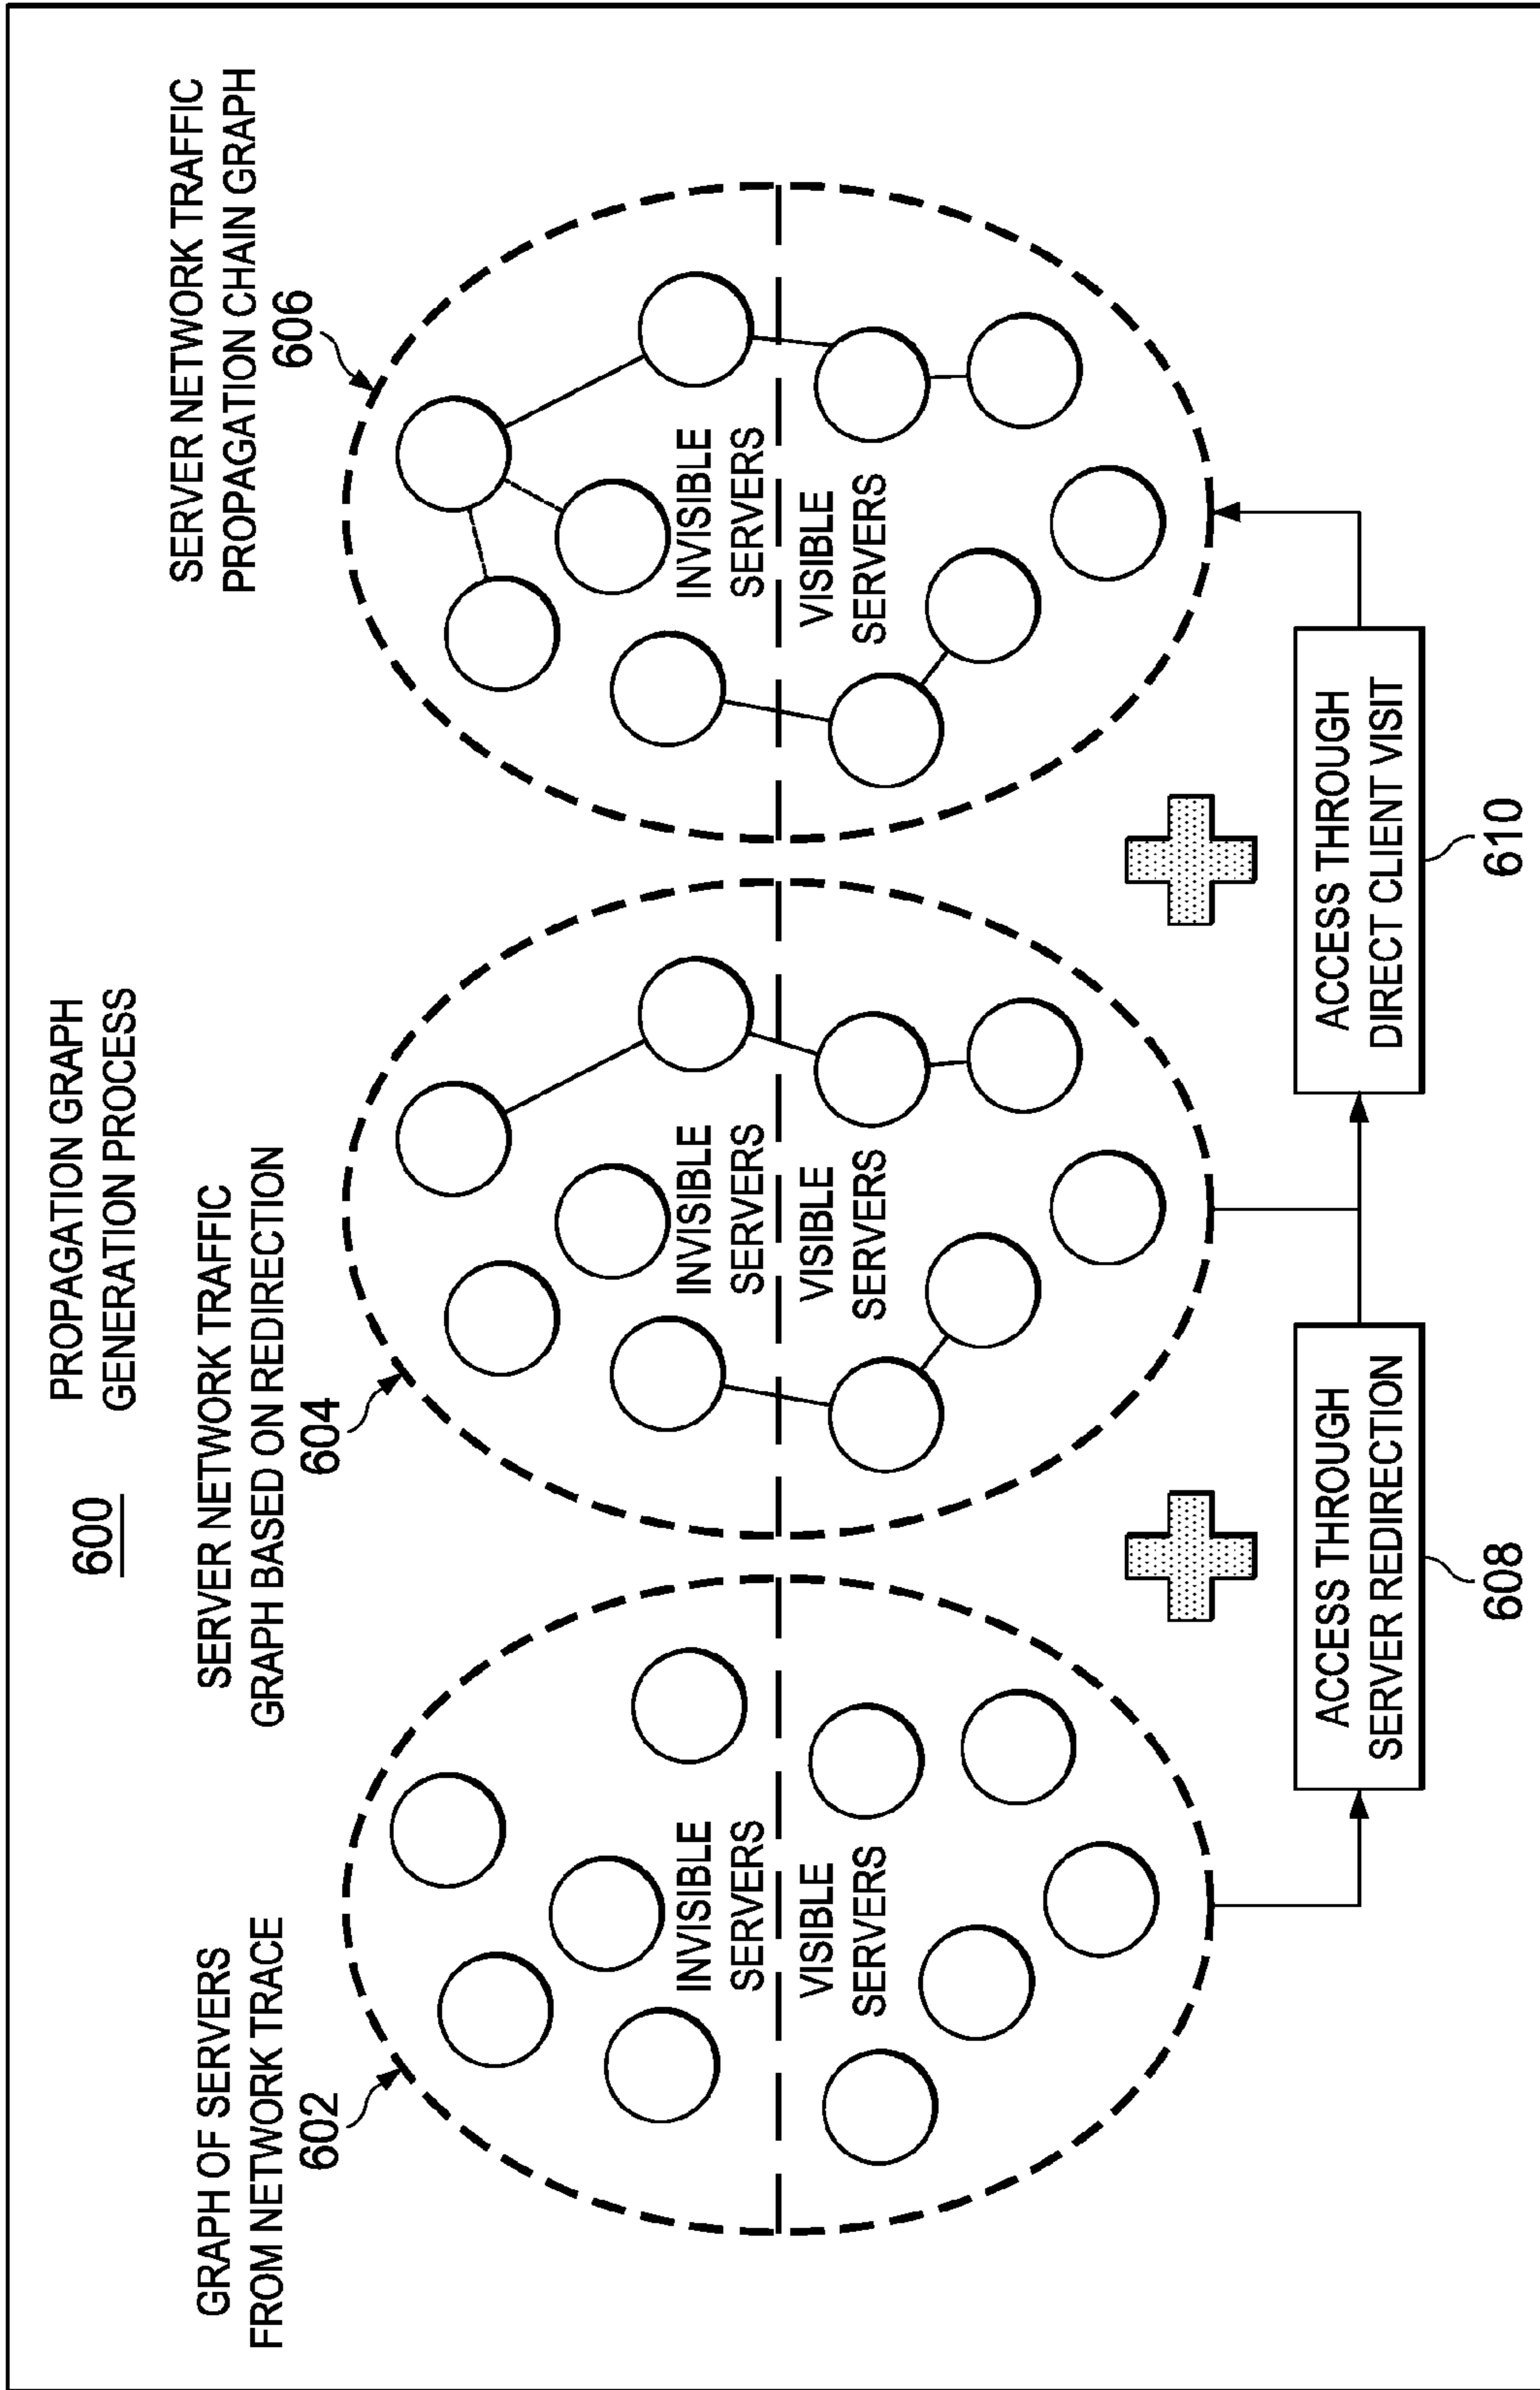 PROPAGATION GRAPH
GENERATION PROCESS
600
GRAPH OF SERVERS
FROM NETWORK TRACE
602
SERVER NETWORK TRAFFIC
GRAPH BASED ON REDIRECTION
604
SERVER NETWORK TRAFFIC
PROPAGATION CHAIN GRAPH
606
INVISIBLE
SERVERS
VISIBLE
SERVERS
INVISIBLE
SERVERS
VISIBLE
SERVERS
INVISIBLE
SERVERS
VISIBLE
SERVERS
ACCESS THROUGH
SERVER REDIRECTION
608
ACCESS THROUGH
DIRECT CLIENT VISIT
610